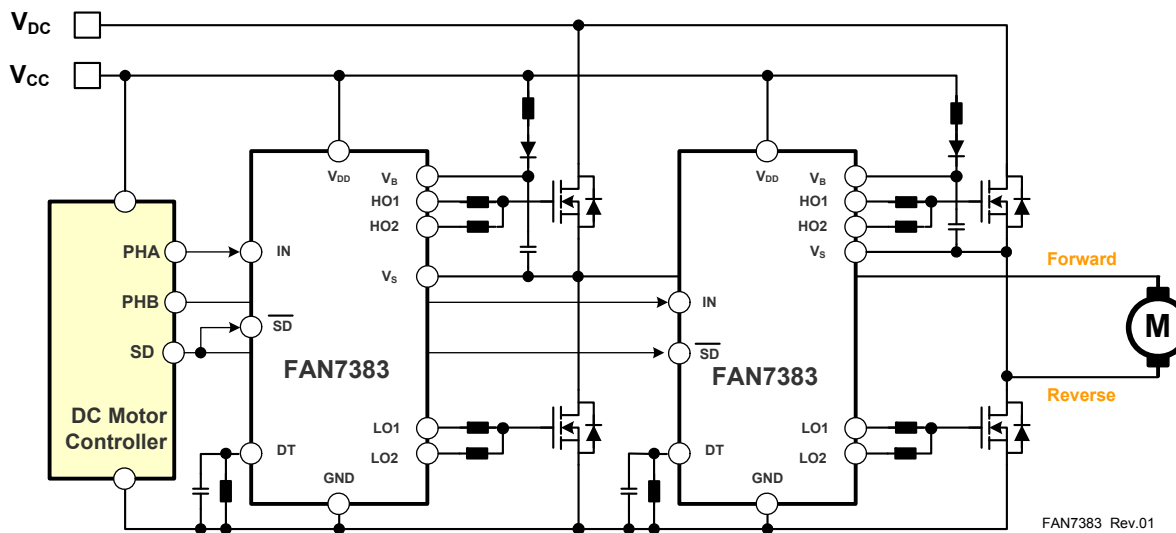 VDC
VCC
DC Motor
Controller
PHA
PHB
SD
IN
SD
FAN7383
VDD
VB
HO1
HO2
VS
LO1
LO2
DT
GND
IN
SD
FAN7383
VDD
VB
HO1
HO2
VS
LO1
LO2
DT
GND
Forward
M
Reverse
FAN7383 Rev.01